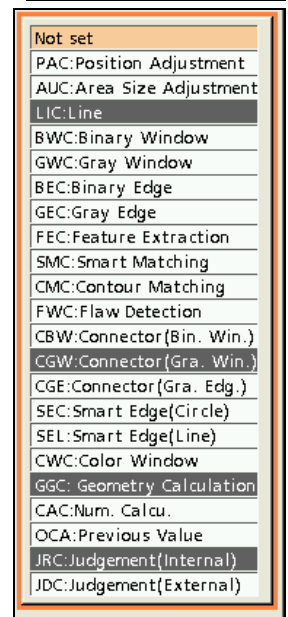 Not set
PAC:Position Adjustment
AUC:Area Size Adjustment
LIC:Line
BWC:Binary Window
GWC:Gray Window
BEC:Binary Edge
GEC:Gray Edge
FEC:Feature Extraction
SMC:Smart Matching
CMC:Contour Matching
FWC:Flaw Detection
CBW:Connector(Bin. Win.)
CGW:Connector(Gra. Win.)
CGE:Connector(Gra. Edg.)
SEC:Smart Edge(Circle)
SEL:Smart Edge(Line)
CWC:Color Window
GGC: Geometry Calculation
CAC:Num. Calcu.
OCA:Previous Value
JRC:Judgement(Internal)
JDC:Judgement(External)